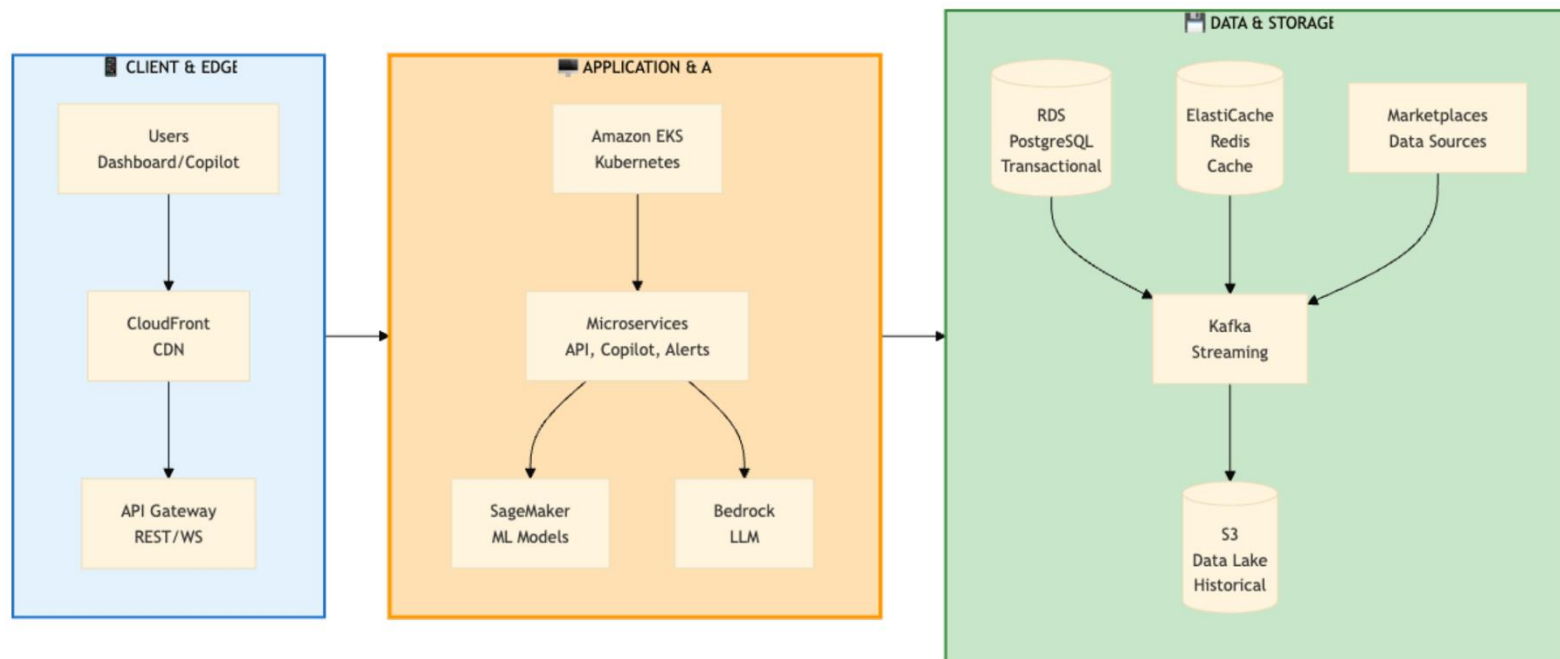 📱 CLIENT & EDGE
Users
Dashboard/Copilot
CloudFront
CDN
API Gateway
REST/WS
🖥️ APPLICATION & A
Amazon EKS
Kubernetes
Microservices
API, Copilot, Alerts
SageMaker
ML Models
Bedrock
LLM
💾 DATA & STORAGE
RDS
PostgreSQL
Transactional
ElastiCache
Redis
Cache
Marketplaces
Data Sources
Kafka
Streaming
S3
Data Lake
Historical